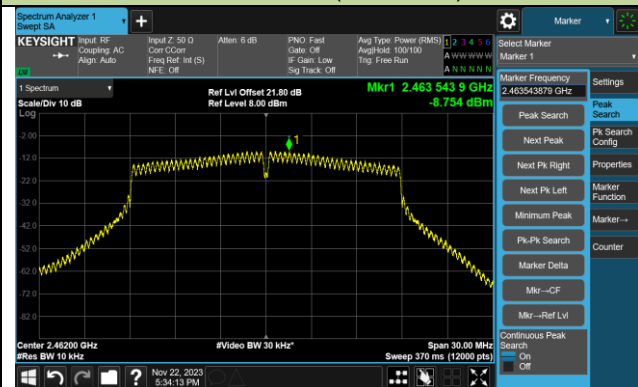 Spectrum Analyzer 1
Swept SA
+
Marker
KEYSIGHT
Input: RF
Coupling: AC
Align: Auto
Input Z: 50 Ω
Corr CCorr
Freq Ref: Int (S)
NFE: Off
Atten: 6 dB
PNO: Fast
Gate: Off
IF Gain: Low
Sig Track: Off
Avg Type: Power (RMS)
Avg|Hold: 100/100
Trig: Free Run
1 2 3 4 5 6
A W W W W W
A N N N N N
LV
Select Marker
Marker 1
1 Spectrum
Scale/Div 10 dB
Ref Lvl Offset 21.80 dB
Ref Level 8.00 dBm
Mkr1 2.463 543 9 GHz
-8.754 dBm
Log
-2.00
-12.0
-22.0
-32.0
-42.0
-52.0
-62.0
-72.0
-82.0
1
Center 2.46200 GHz
#Res BW 10 kHz
#Video BW 30 kHz*
Span 30.00 MHz
Sweep 370 ms (12000 pts)
Marker Frequency
2.463543879 GHz
Peak Search
Next Peak
Next Pk Right
Next Pk Left
Minimum Peak
Pk-Pk Search
Marker Delta
Mkr→CF
Mkr→Ref Lvl
Continuous Peak
Search
On
Off
Settings
Peak
Search
Pk Search
Config
Properties
Marker
Function
Marker→
Counter
?
Nov 22, 2023
5:34:13 PM